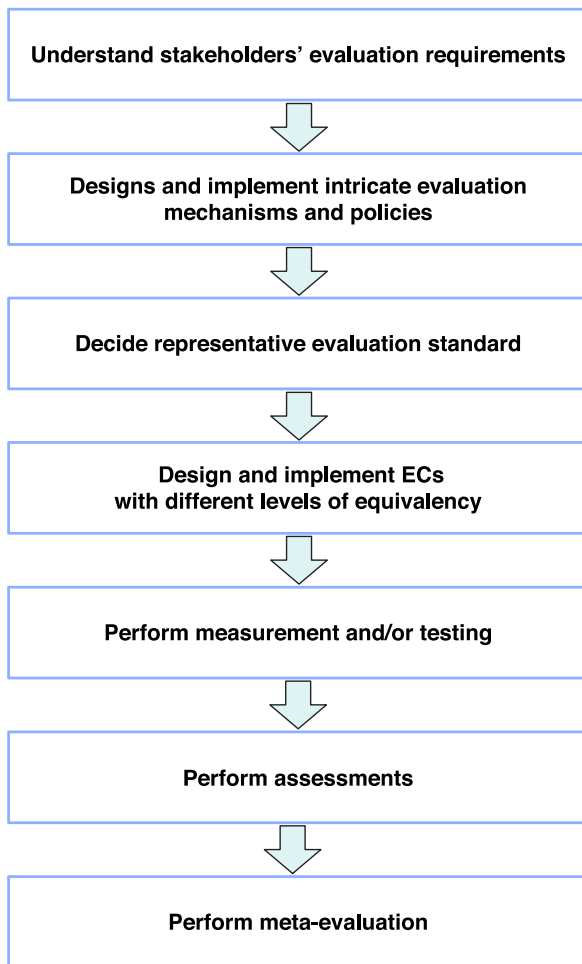 Understand stakeholders’ evaluation requirements
Designs and implement intricate evaluation
mechanisms and policies
Decide representative evaluation standard
Design and implement ECs
with different levels of equivalency
Perform measurement and/or testing
Perform assessments
Perform meta-evaluation